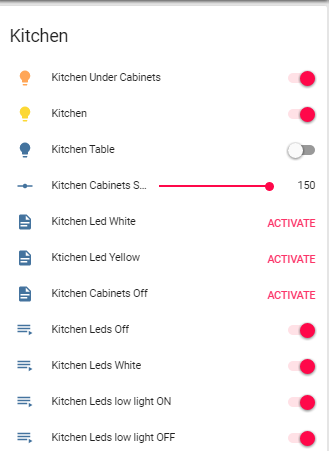 Kitchen
Kitchen Under Cabinets
Kitchen
Kitchen Table
Kitchen Cabinets S... 150
Kitchen Led White ACTIVATE
Ktichen Led Yellow ACTIVATE
Kitchen Cabinets Off ACTIVATE
Kitchen Leds Off
Kitchen Leds White
Kitchen Leds low light ON
Kitchen Leds low light OFF